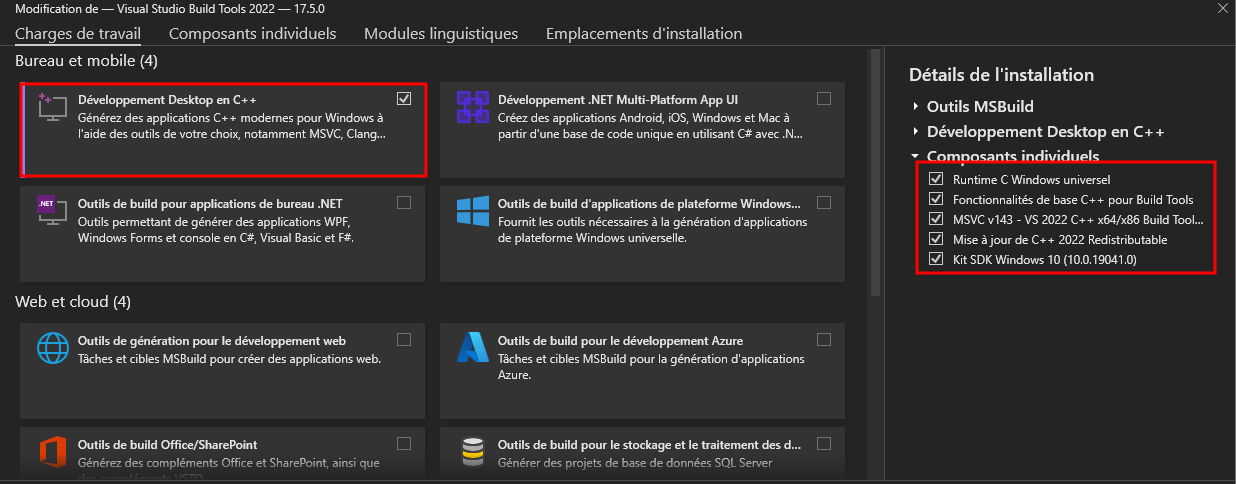 Modification de — Visual Studio Build Tools 2022 — 17.5.0
Charges de travail
Composants individuels
Modules linguistiques
Emplacements d'installation
Bureau et mobile (4)
Développement Desktop en C++
Générez des applications C++ modernes pour Windows à
l'aide des outils de votre choix, notamment MSVC, Clang...
Développement .NET Multi-Platform App UI
Créez des applications Android, iOS, Windows et Mac à
partir d'une base de code unique en utilisant C# avec .N...
.NET
Outils de build pour applications de bureau .NET
Outils permettant de générer des applications WPF,
Windows Forms et console en C#, Visual Basic et F#.
Outils de build d'applications de plateforme Windows...
Fournit les outils nécessaires à la génération d'applications
de plateforme Windows universelle.
Web et cloud (4)
Outils de génération pour le développement web
Tâches et cibles MSBuild pour créer des applications web.
Outils de build pour le développement Azure
Tâches et cibles MSBuild pour la génération d'applications
Azure.
Outils de build Office/SharePoint
Générez des compléments Office et SharePoint, ainsi que
des compléments VSTO
Outils de build pour le stockage et le traitement des d...
Générer des projets de base de données SQL Server
Détails de l'installation
Outils MSBuild
Développement Desktop en C++
Composants individuels
Runtime C Windows universel
Fonctionnalités de base C++ pour Build Tools
MSVC v143 - VS 2022 C++ x64/x86 Build Tool...
Mise à jour de C++ 2022 Redistributable
Kit SDK Windows 10 (10.0.19041.0)